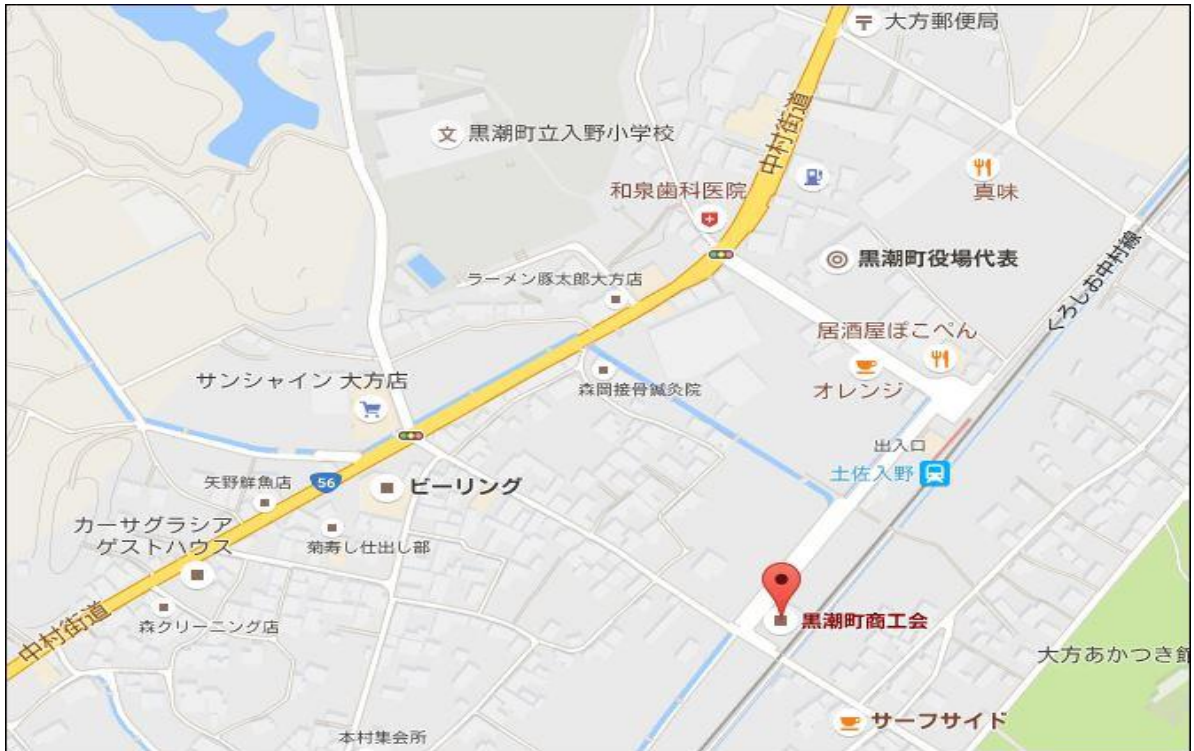 大方郵便局
中村街道
黒潮町立入野小学校
真味
和泉歯科医院
黒潮町役場代表
くろしお中村線
ラーメン豚太郎大方店
居酒屋ぽこぺん
サンシャイン 大方店
森岡接骨鍼灸院
オレンジ
出入口
土佐入野
矢野鮮魚店
56
ビーリング
カーサグラシア
ゲストハウス
菊寿し仕出し部
中村街道
森クリーニング店
黒潮町商工会
大方あかつき館
サーフサイド
本村集会所